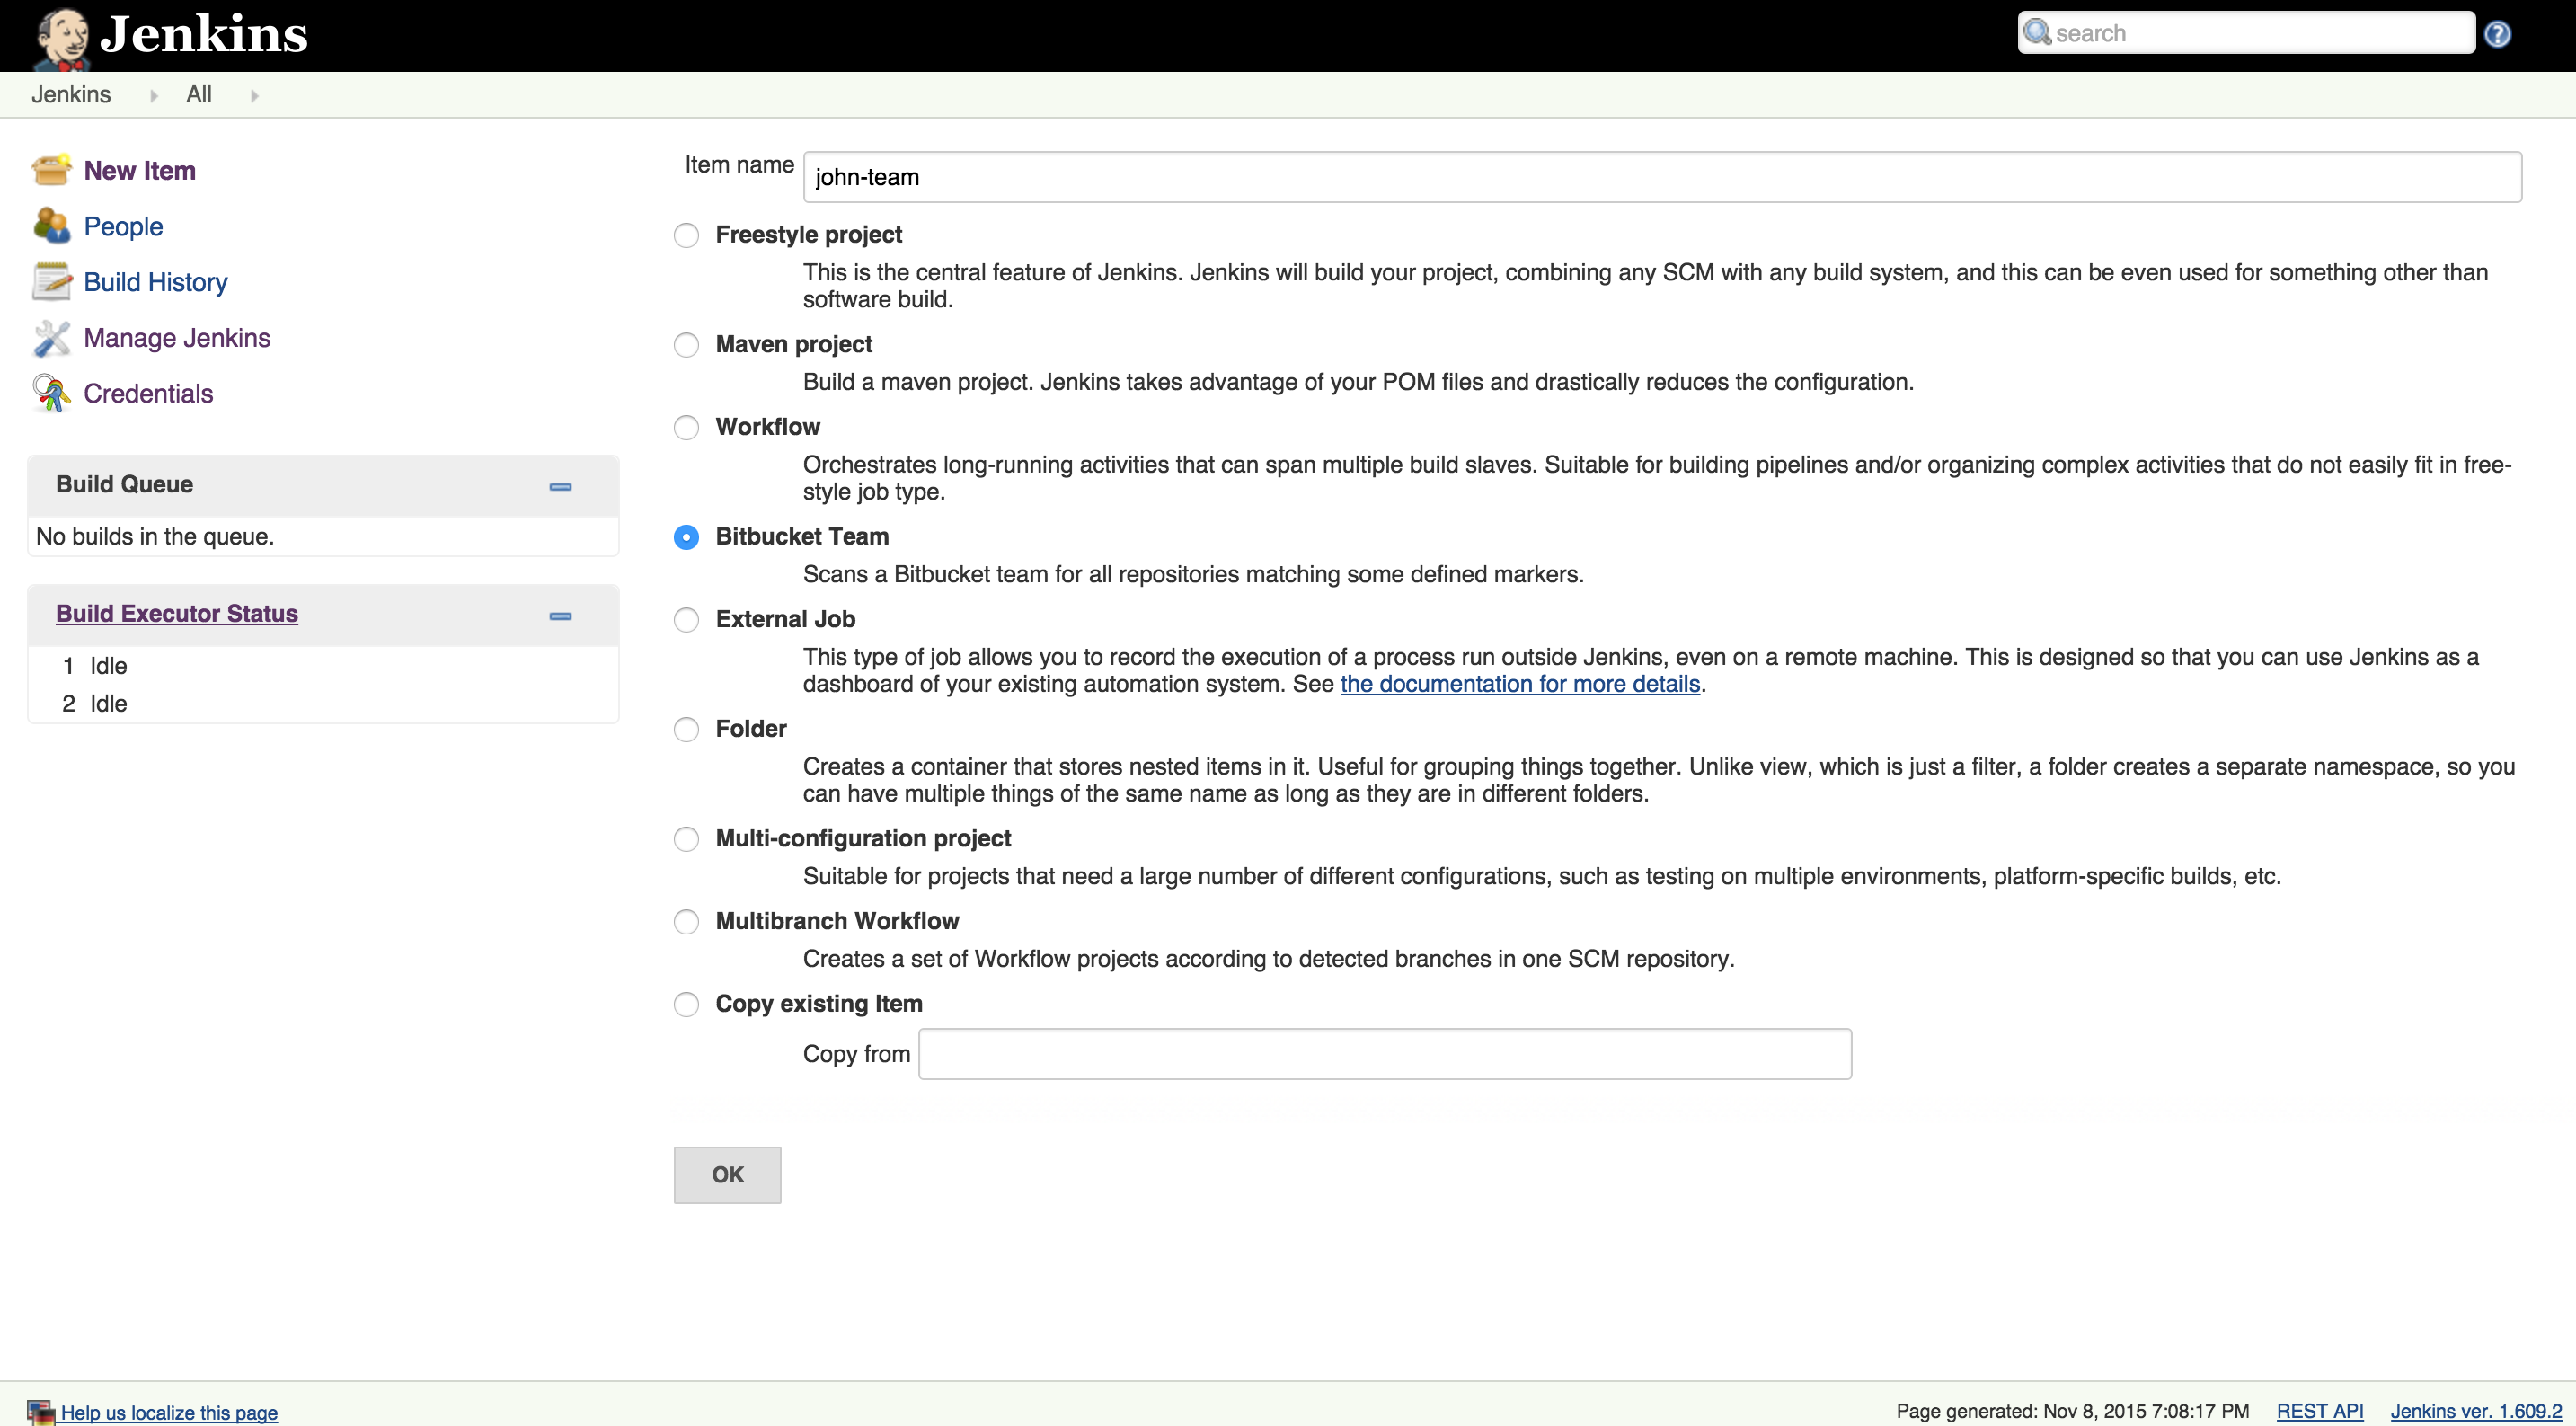 Jenkins
search
Jenkins
All
New Item
People
Build History
Manage Jenkins
Credentials
Build Queue
No builds in the queue.
Build Executor Status
1 Idle
2 Idle
Item name
john-team
Freestyle project
This is the central feature of Jenkins. Jenkins will build your project, combining any SCM with any build system, and this can be even used for something other than
software build.
Maven project
Build a maven project. Jenkins takes advantage of your POM files and drastically reduces the configuration.
Workflow
Orchestrates long-running activities that can span multiple build slaves. Suitable for building pipelines and/or organizing complex activities that do not easily fit in free-
style job type.
Bitbucket Team
Scans a Bitbucket team for all repositories matching some defined markers.
External Job
This type of job allows you to record the execution of a process run outside Jenkins, even on a remote machine. This is designed so that you can use Jenkins as a
dashboard of your existing automation system. See the documentation for more details.
Folder
Creates a container that stores nested items in it. Useful for grouping things together. Unlike view, which is just a filter, a folder creates a separate namespace, so you
can have multiple things of the same name as long as they are in different folders.
Multi-configuration project
Suitable for projects that need a large number of different configurations, such as testing on multiple environments, platform-specific builds, etc.
Multibranch Workflow
Creates a set of Workflow projects according to detected branches in one SCM repository.
Copy existing Item
Copy from
OK
Help us localize this page
Page generated: Nov 8, 2015 7:08:17 PM
REST API
Jenkins ver. 1.609.2